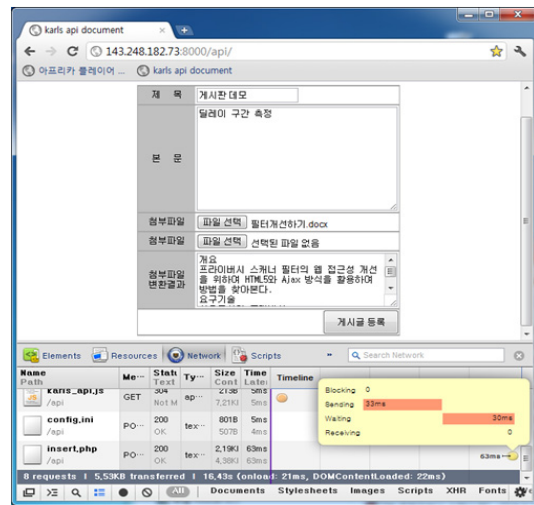 karls api document
143.248.182.73:8000/api/
아프리카 플레이어 ... karls api document
제 목 게시판 데모
본 문 딜레이 구간 측정
첨부파일 파일 선택 필터개선하기.docx
첨부파일 파일 선택 선택된 파일 없음
첨부파일 변환결과
개요
프라이버시 스캐너 필터의 웹 접근성 개선
을 위하여 HTML5와 Ajax 방식을 활용하여
방법을 찾아본다.
요구기술
게시글 등록
Elements Resources Network Scripts Search Network
Name Path Me… Stat Text Ty… Size Cont Time Later Timeline
karls_api.js /api GET 304 Not M ap… 213B 7,21K 5ms 5ms
config.ini /api PO… 200 OK tex… 801B 507B 5ms 4ms
insert.php /api PO… 200 OK tex… 2,19K 4,38K 63ms 63ms 63ms
Blocking 0
Sending 33ms
Waiting 30ms
Receiving 0
8 requests | 5,53KB transferred | 16,43s (onload: 21ms, DOMContentLoaded: 22ms)
All Documents Stylesheets Images Scripts XHR Fonts